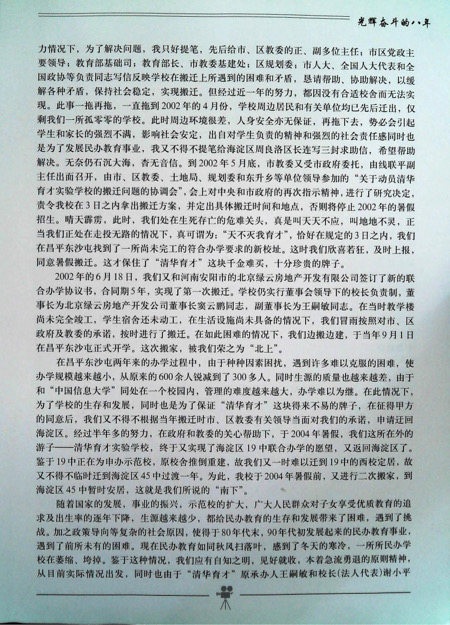 光辉奋斗的八年
力情况下，为了解决问题，我只好提笔，先后给市、区教委的正、副多位主任；市区党政主
要领导；教育部基础司；教育部长、市教委基建处；区规划委；市人大、全国人大代表和全
国政协等负责同志写信反映学校在搬迁上所遇到的困难和矛盾，恳请帮助、协助解决，以缓
解各种矛盾，保持社会稳定，实现搬迁。但经过近一年的努力，都因没有合适校舍而无法实
现。此事一拖再拖，一直拖到2002年的4月份，学校周边居民和有关单位均已先后迁出，仅
剩我们一所孤零零的学校。此时周边环境很差，人身安全亦无保证，再拖下去，势必会引起
学生和家长的强烈不满，影响社会安定，出自对学生负责的精神和强烈的社会责任感同时也
是为了发展民办教育事业，我又不得不提笔给海淀区周良洛区长连写三封求助信，希望帮助
解决。无奈仍石沉大海，杳无音信。到2002年5月底，市教委又受市政府委托，由线联平副
主任出面召开，由市、区教委、土地局、规划委和东升乡等单位领导参加的“关于动员清华
育才实验学校的搬迁问题的协调会”，会上对中央和市政府的再次指示精神，进行了研究决定，
责令我校在3日之内拿出搬迁方案，并定出具体搬迁时间和地点，否则将停止2002年的暑假
招生。晴天霹雳，此时，我们处在生死存亡的危难关头，真是叫天天不应，叫地地不灵，正
当我们正处在走投无路的情况下，真可谓为：“天不灭我育才”，恰好在规定的3日之内，我们
在昌平东沙屯找到了一所尚未完工的符合办学要求的新校址。这时我们欣喜若狂，及时上报，
同意暑假搬迁。这才保住了“清华育才”这块千金难买，十分珍贵的牌子。
2002年的6月18日，我们又和河南安阳市的北京绿云房地产开发有限公司签订了新的联
合办学协议书，合同期5年，实现了第一次搬迁。学校仍实行董事会领导下的校长负责制，董
事长为北京绿云房地产开发公司董事长窦云鹏同志，副董事长为王嗣敏同志。在当时教学楼
尚未完全竣工，学生宿舍还未动工，在生活设施尚未具备的情况下，我们冒雨按照对市、区
政府及教委的承诺，按时进行了搬迁。在如此困难的情况下，我们边搬边建，于当年9月1日
在昌平东沙屯正式开学。这次搬家，被我们荣之为“北上”。
在昌平东沙屯两年来的办学过程中，由于种种因素困扰，遇到许多难以克服的困难，使
办学规模越来越小，从原来的600余人锐减到了300多人。同时生源的质量也越来越差，由于
和“中国信息大学”同处在一个校园内，管理的难度越来越大，办学难以为继。在此情况下，
为了学校的生存和发展，同时也是为了保证“清华育才”这块得来不易的牌子，在征得甲方
的同意后，我们又不得不根据当年搬迁时市、区教委有关领导当面对我们的承诺，申请迁回
海淀区。经过半年多的努力，在政府和教委的关心帮助下，于2004年暑假，我们这所在外的
游子——清华育才实验学校，终于又实现了海淀区19中联合办学的愿望，又返回海淀区了。
鉴于19中正在为申办示范校，原校舍推倒重建，故我们又一时难以迁到19中的西校定居，故
又不得不临时迁到海淀区45中过渡一年。为此，我校于2004年暑假前，又进行二次搬家，到
海淀区45中暂时安居，这就是我们所说的“南下”。
随着国家的发展，事业的振兴，示范校的扩大，广大人民群众对子女享受优质教育的追
求及出生率的逐年下降，生源越来越少，都给民办教育的生存和发展带来了困难，遇到了挑
战。加之政策导向等复杂的社会原因，使得于80年代末，90年代初发展起来的民办教育事业，
遇到了前所未有的困难。现在民办教育如同秋风扫落叶，感到了冬天的寒冷，一所所民办学
校在萎缩、垮掉。鉴于这种情况，我们应有自知之明，见好就收，本着急流勇退的原则精神，
从目前实际情况出发，同时也由于“清华育才”原承办人王嗣敏和校长(法人代表)谢小平